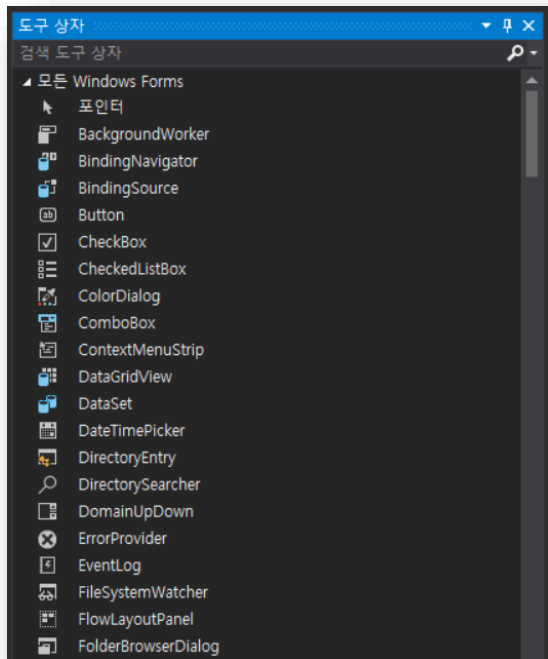 도구 상자
검색 도구 상자
모든 Windows Forms
포인터
BackgroundWorker
BindingNavigator
BindingSource
Button
CheckBox
CheckedListBox
ColorDialog
ComboBox
ContextMenuStrip
DataGridView
DataSet
DateTimePicker
DirectoryEntry
DirectorySearcher
DomainUpDown
ErrorProvider
EventLog
FileSystemWatcher
FlowLayoutPanel
FolderBrowserDialog